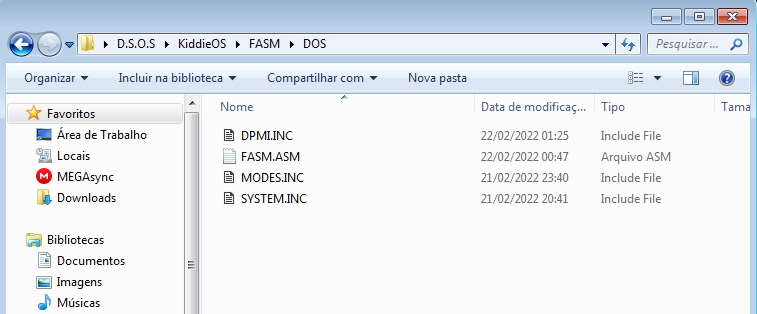 D.S.O.S KiddieOS FASM DOS Pesquisar ...
Organizar Incluir na biblioteca Compartilhar com Nova pasta
Favoritos
Área de Trabalho
Locais
MEGAsync
Downloads
Bibliotecas
Documentos
Imagens
Músicas
Nome Data de modificaç... Tipo Tama
DPMI.INC 22/02/2022 01:25 Include File
FASM.ASM 22/02/2022 00:47 Arquivo ASM
MODES.INC 21/02/2022 23:40 Include File
SYSTEM.INC 21/02/2022 20:41 Include File